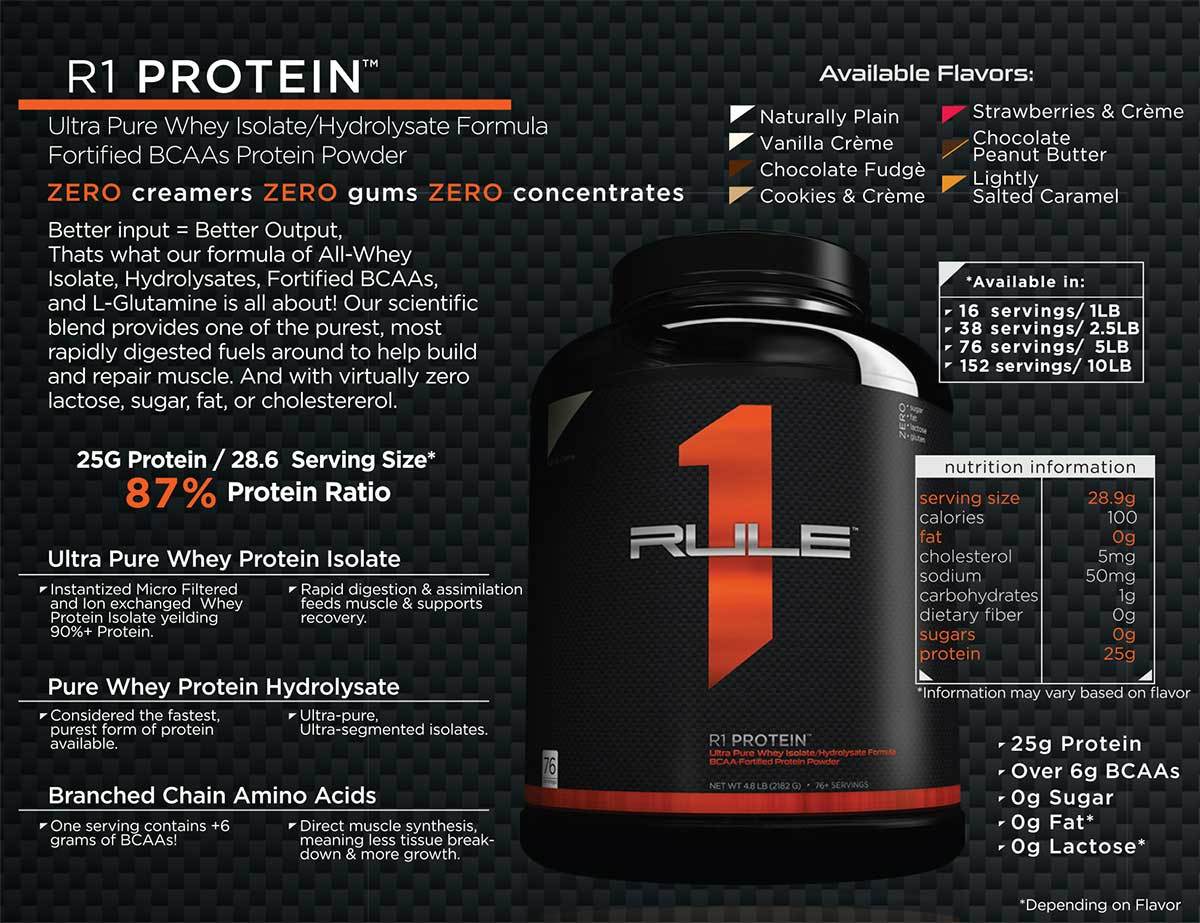 R1 PROTEIN™
Ultra Pure Whey Isolate/Hydrolysate Formula
Fortified BCAAs Protein Powder
ZERO creamers ZERO gums ZERO concentrates
Better input = Better Output,
Thats what our formula of All-Whey
Isolate, Hydrolysates, Fortified BCAAs,
and L-Glutamine is all about! Our scientific
blend provides one of the purest, most
rapidly digested fuels around to help build
and repair muscle. And with virtually zero
lactose, sugar, fat, or cholestererol.
25G Protein / 28.6 Serving Size*
87% Protein Ratio
Ultra Pure Whey Protein Isolate
Instantized Micro Filtered
and Ion exchanged Whey
Protein Isolate yeilding
90%+ Protein.
Rapid digestion & assimilation
feeds muscle & supports
recovery.
Pure Whey Protein Hydrolysate
Considered the fastest,
purest form of protein
available.
Ultra-pure,
Ultra-segmented isolates.
Branched Chain Amino Acids
One serving contains +6
grams of BCAAs!
Direct muscle synthesis,
meaning less tissue break-
down & more growth.
Available Flavors:
Naturally Plain
Vanilla Crème
Chocolate Fudgè
Cookies & Crème
Strawberries & Crème
Chocolate
Peanut Butter
Lightly
Salted Caramel
*Available in:
16 servings/ 1LB
38 servings/ 2.5LB
76 servings/ 5LB
152 servings/ 10LB
ZERO
sugar
fat
lactose
gluten
1
RULE™
R1 PROTEIN™
Ultra Pure Whey Isolate/Hydrolysate Formula
BCAA-Fortified Protein Powder
76
NET WT 4.8 LB (2182 G) • 76+ SERVINGS
nutrition information
serving size 28.9g
calories 100
fat 0g
cholesterol 5mg
sodium 50mg
carbohydrates 1g
dietary fiber 0g
sugars 0g
protein 25g
*Information may vary based on flavor
25g Protein
Over 6g BCAAs
0g Sugar
0g Fat*
0g Lactose*
*Depending on Flavor